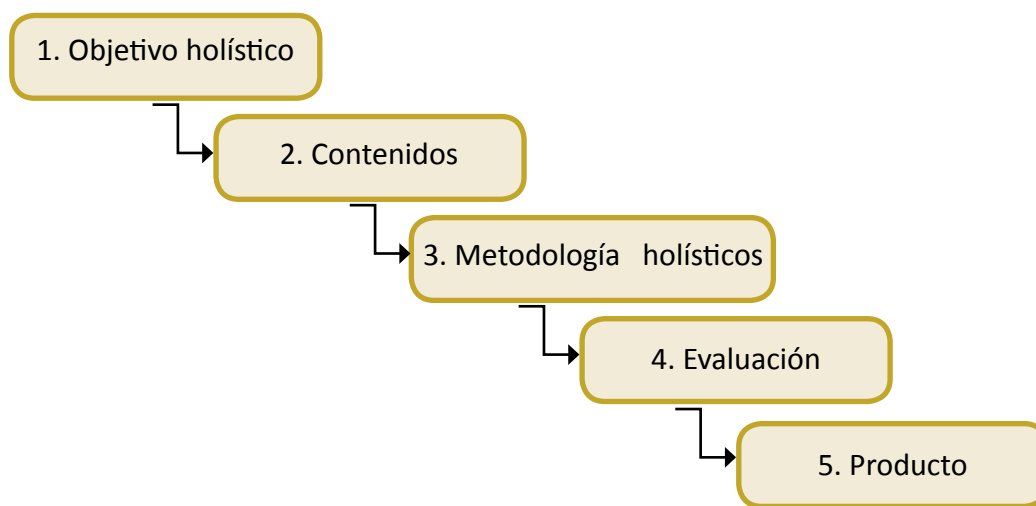 1. Objetivo holístico
2. Contenidos
3. Metodología holísticos
4. Evaluación
5. Producto